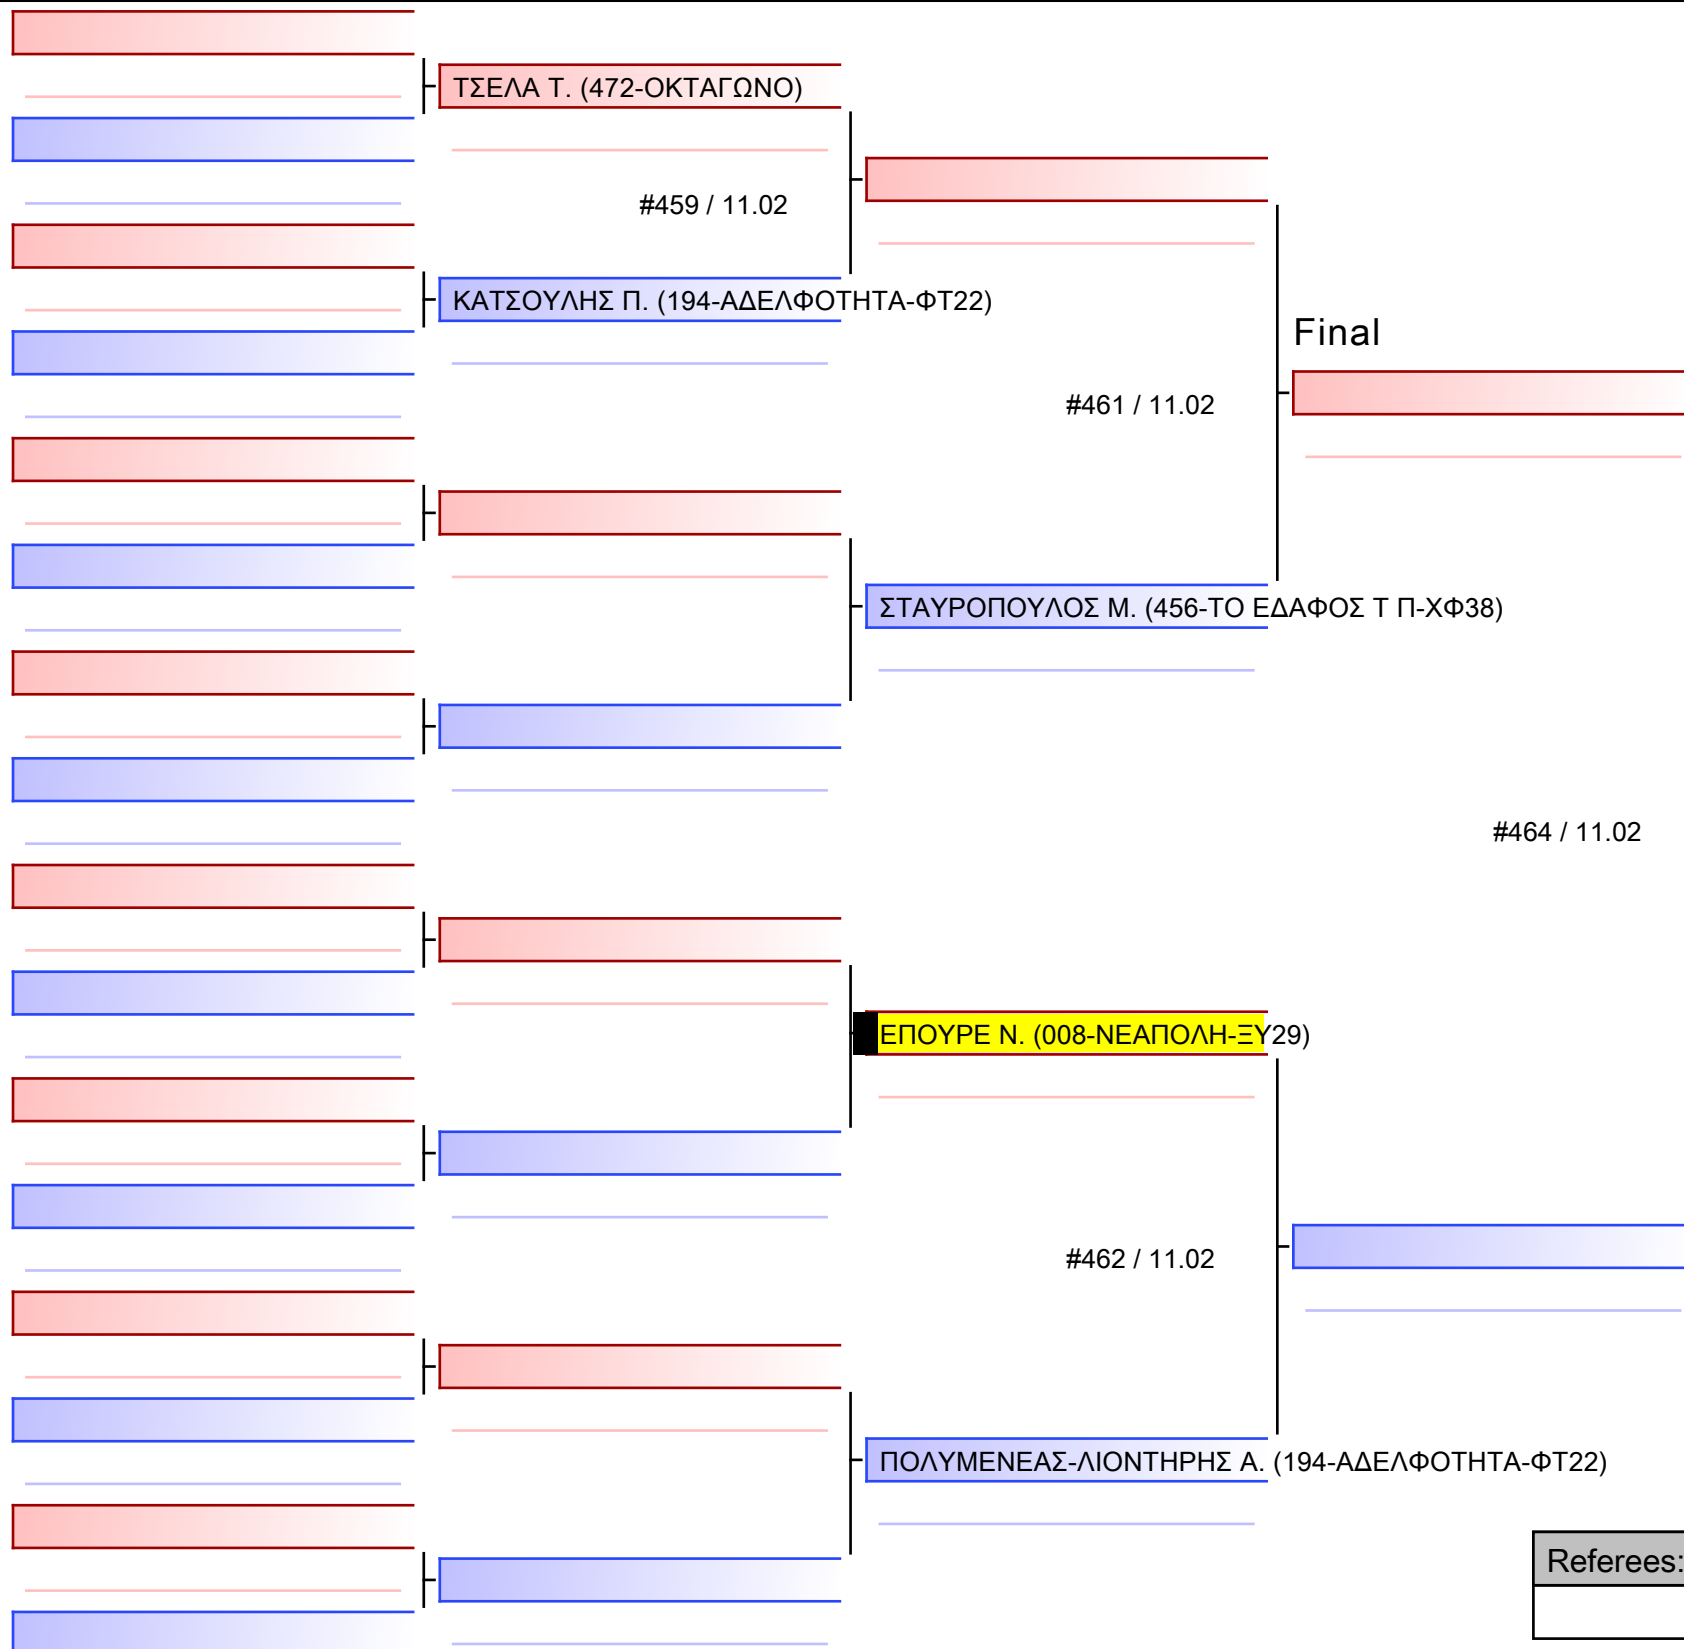 ΤΣΕΛΑ Τ. (472-ΟΚΤΑΓΩΝΟ)
#459 / 11.02
ΚΑΤΣΟΥΛΗΣ Π. (194-ΑΔΕΛΦΟΤΗΤΑ-ΦΤ22)
Final
#461 / 11.02
ΣΤΑΥΡΟΠΟΥΛΟΣ Μ. (456-ΤΟ ΕΔΑΦΟΣ Τ Π-ΧΦ38)
#464 / 11.02
ΕΠΟΥΡΕ Ν. (008-ΝΕΑΠΟΛΗ-ΞΥ29)
#462 / 11.02
ΠΟΛΥΜΕΝΕΑΣ-ΛΙΟΝΤΗΡΗΣ Α. (194-ΑΔΕΛΦΟΤΗΤΑ-ΦΤ22)
Referees: